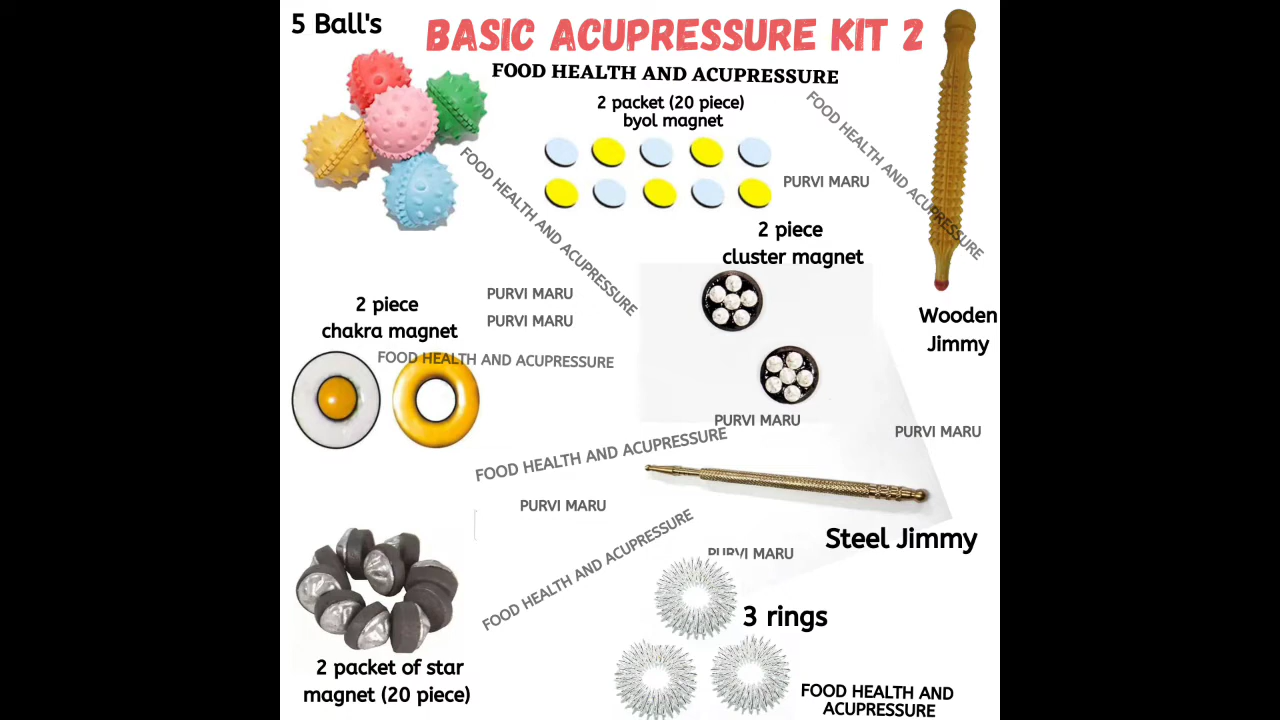 5 Ball's
BASIC ACUPRESSURE KIT 2
FOOD HEALTH AND ACUPRESSURE
2 packet (20 piece)
byol magnet
FOOD HEALTH AND ACUPRESSURE
FOOD HEALTH AND ACUPRESSURE
PURVI MARU
2 piece
cluster magnet
PURVI MARU
PURVI MARU
2 piece
chakra magnet
Wooden
Jimmy
FOOD HEALTH AND ACUPRESSURE
PURVI MARU
PURVI MARU
FOOD HEALTH AND ACUPRESSURE
PURVI MARU
Steel Jimmy
FOOD HEALTH AND ACUPRESSURE
PURVI MARU
3 rings
2 packet of star
magnet (20 piece)
FOOD HEALTH AND
ACUPRESSURE